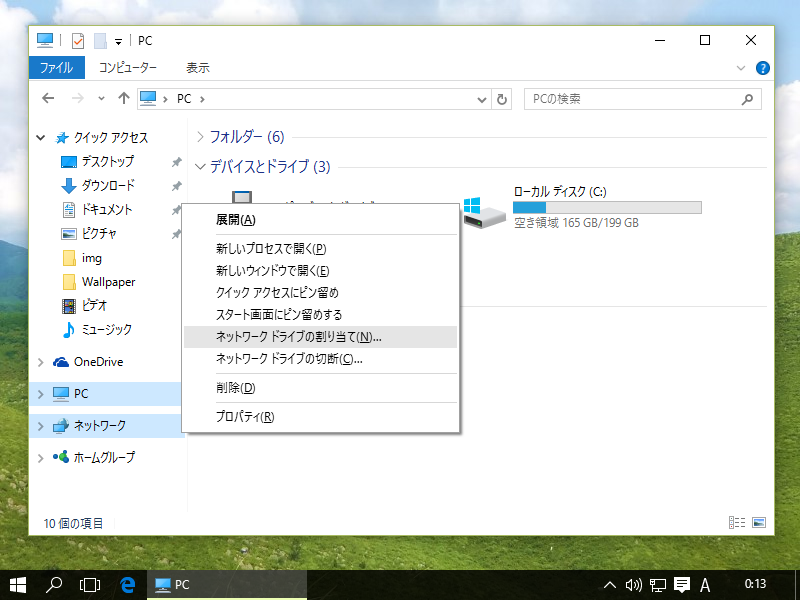 PC
ファイル
コンピューター
表示
PC
PCの検索
クイック アクセス
デスクトップ
ダウンロード
ドキュメント
ピクチャ
img
Wallpaper
ビデオ
ミュージック
OneDrive
PC
ネットワーク
ホームグループ
フォルダー (6)
デバイスとドライブ (3)
ローカル ディスク (C:)
空き領域 165 GB/199 GB
展開(A)
新しいプロセスで開く(P)
新しいウィンドウで開く(E)
クイック アクセスにピン留め
スタート画面にピン留めする
ネットワーク ドライブの割り当て(N)...
ネットワーク ドライブの切断(C)...
削除(D)
プロパティ(R)
10 個の項目
PC
A
0:13